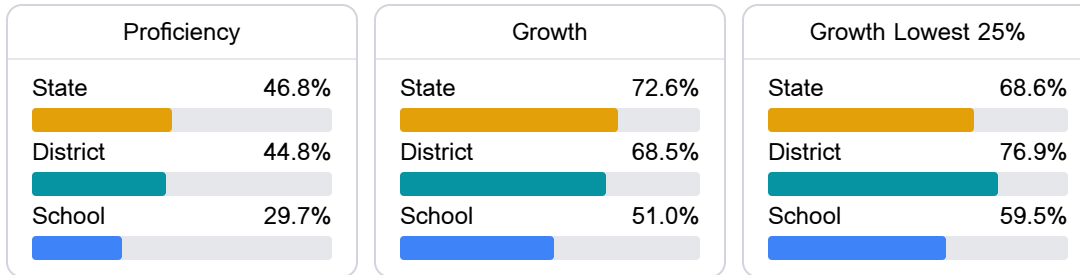 Proficiency
State 46.8%
District 44.8%
School 29.7%
Growth
State 72.6%
District 68.5%
School 51.0%
Growth Lowest 25%
State 68.6%
District 76.9%
School 59.5%